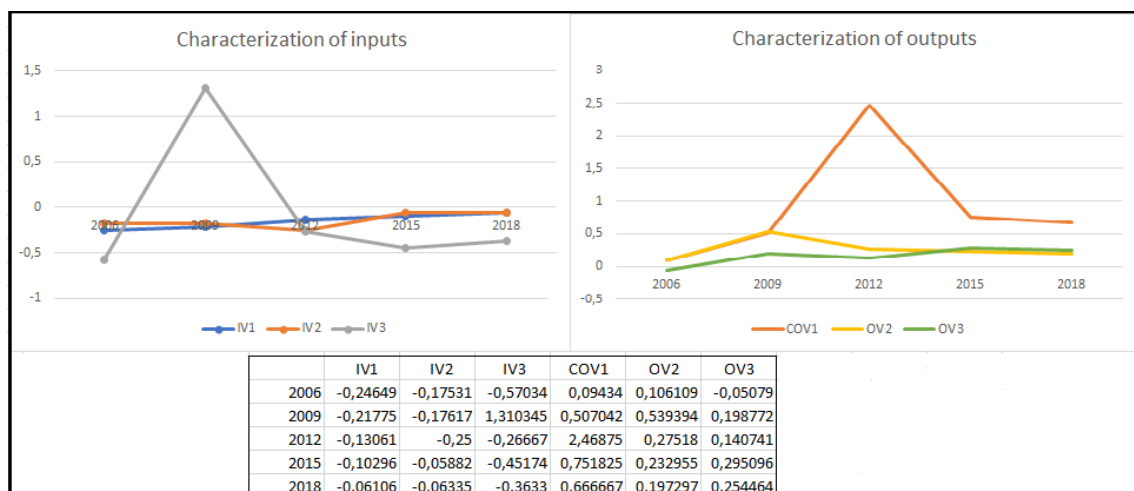 Characterization of inputs
1,5
1
0,5
0
-0,5
-1
2006 2009 2012 2015 2018
IV1 IV2 IV3
Characterization of outputs
3
2,5
2
1,5
1
0,5
0
-0,5
2006 2009 2012 2015 2018
COV1 OV2 OV3
IV1 IV2 IV3 COV1 OV2 OV3
2006 -0,24649 -0,17531 -0,57034 0,09434 0,106109 -0,05079
2009 -0,21775 -0,17617 1,310345 0,507042 0,539394 0,198772
2012 -0,13061 -0,25 -0,26667 2,46875 0,27518 0,140741
2015 -0,10296 -0,05882 -0,45174 0,751825 0,232955 0,295096
2018 -0,06106 -0,06335 -0,3633 0,666667 0,197297 0,254464